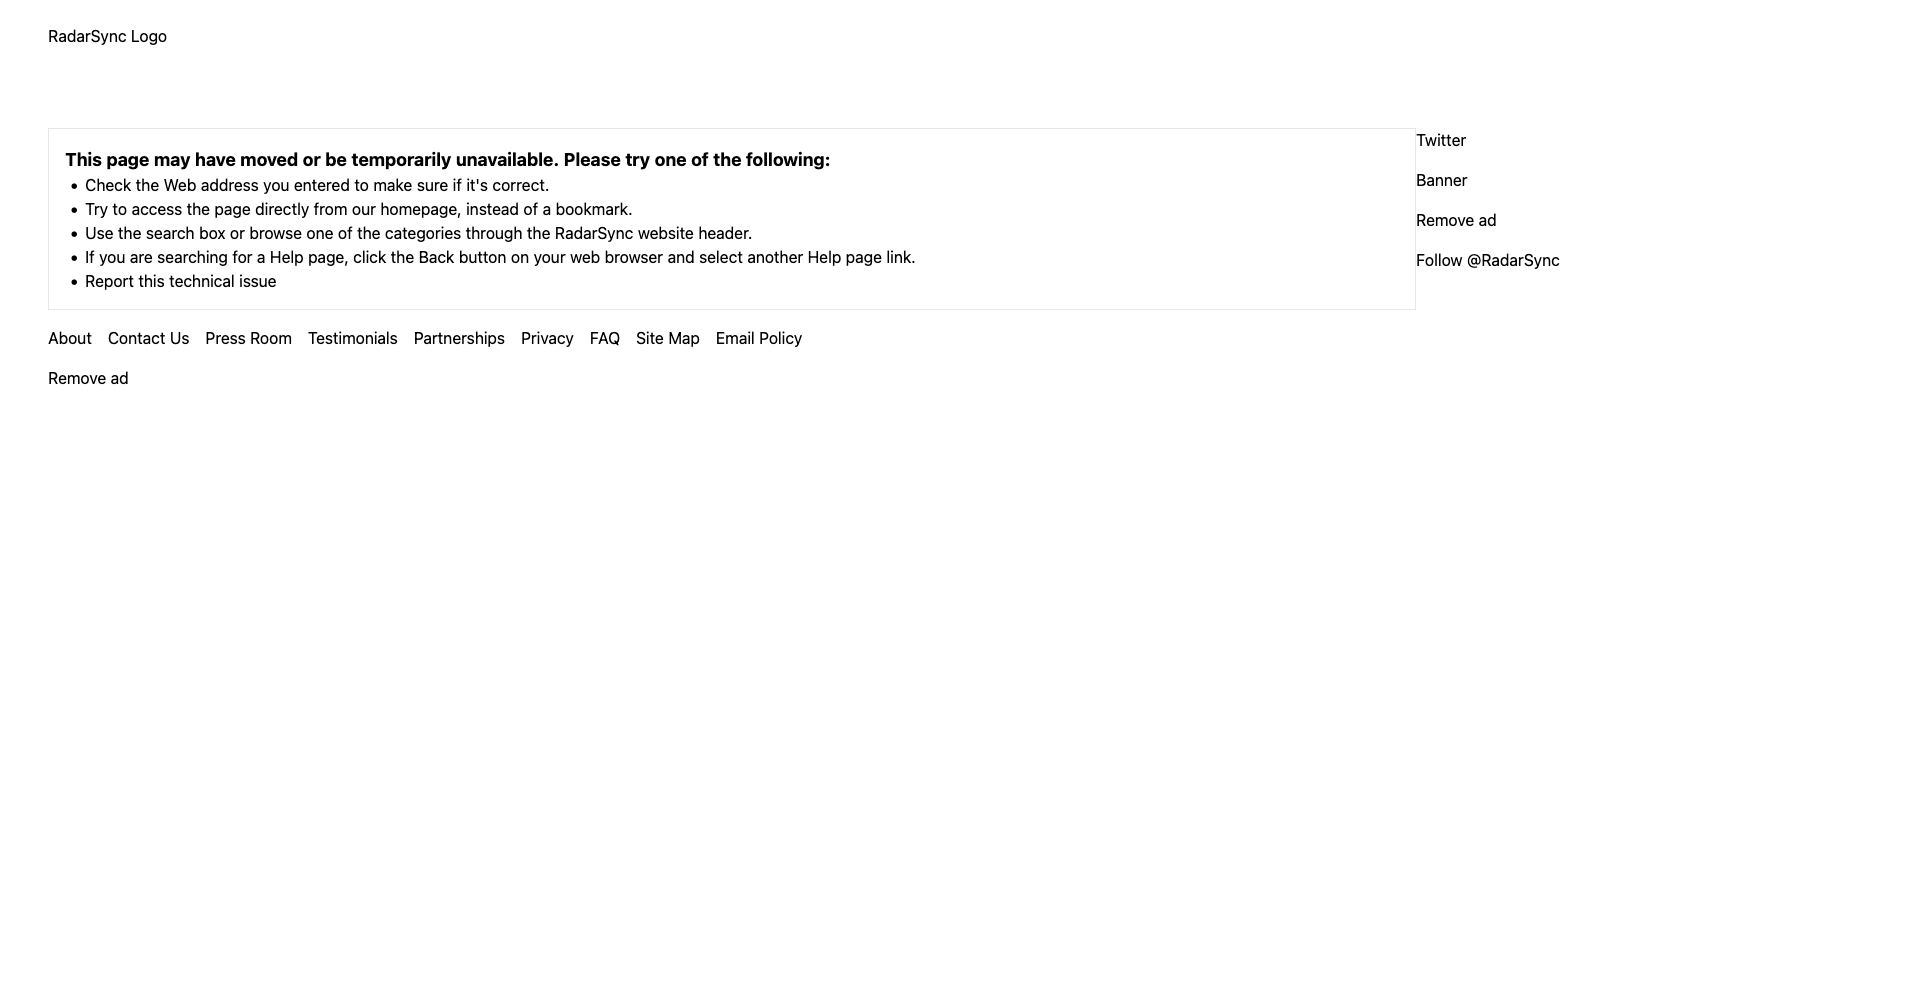 RadarSync Logo
This page may have moved or be temporarily unavailable. Please try one of the following:
• Check the Web address you entered to make sure if it's correct.
• Try to access the page directly from our homepage, instead of a bookmark.
• Use the search box or browse one of the categories through the RadarSync website header.
• If you are searching for a Help page, click the Back button on your web browser and select another Help page link.
• Report this technical issue
Twitter
Banner
Remove ad
Follow @RadarSync
About Contact Us Press Room Testimonials Partnerships Privacy FAQ Site Map Email Policy
Remove ad